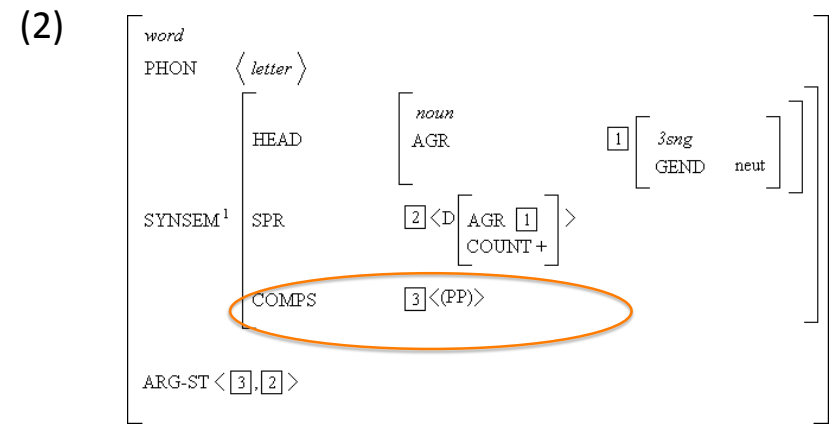 (2)
word
PHON ⟨ letter ⟩
noun
HEAD AGR 1 3sng
GEND neut
SYNSEM¹ SPR 2 <D AGR 1 >
COUNT +
COMPS 3 <(PP)>
ARG-ST < 3 , 2 >